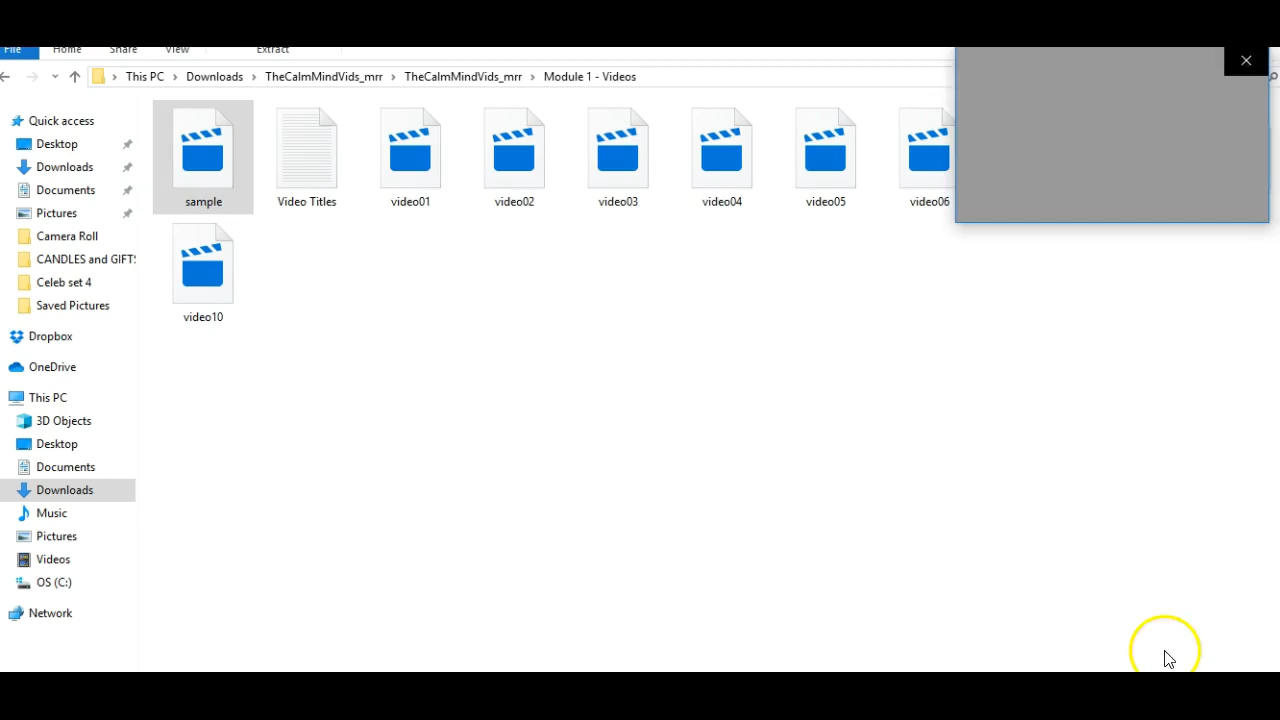 File Home Share View Extract
This PC > Downloads > TheCalmMindVids_mrr > TheCalmMindVids_mrr > Module 1 - Videos
Quick access
Desktop
Downloads
Documents
Pictures
Camera Roll
CANDLES and GIFTS
Celeb set 4
Saved Pictures
Dropbox
OneDrive
This PC
3D Objects
Desktop
Documents
Downloads
Music
Pictures
Videos
OS (C:)
Network
sample Video Titles video01 video02 video03 video04 video05 video06
video10